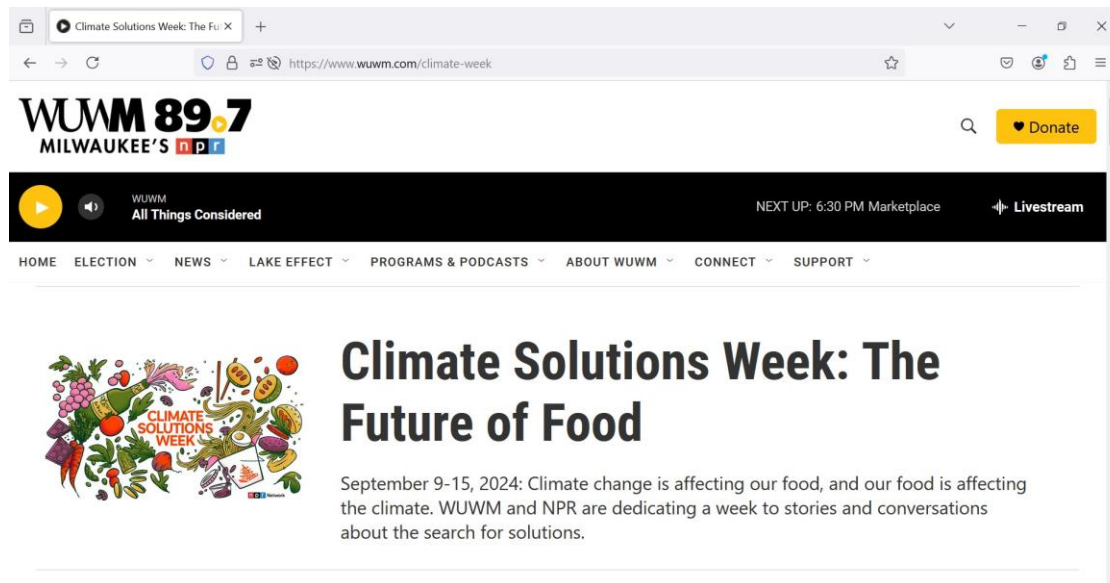 Climate Solutions Week: The Fu
https://www.wuwm.com/climate-week
WUWM 89.7
MILWAUKEE'S npr
Donate
WUWM
All Things Considered
NEXT UP: 6:30 PM Marketplace
Livestream
HOME ELECTION NEWS LAKE EFFECT PROGRAMS & PODCASTS ABOUT WUWM CONNECT SUPPORT
CLIMATE
SOLUTIONS
WEEK
npr Network
Climate Solutions Week: The
Future of Food
September 9-15, 2024: Climate change is affecting our food, and our food is affecting
the climate. WUWM and NPR are dedicating a week to stories and conversations
about the search for solutions.